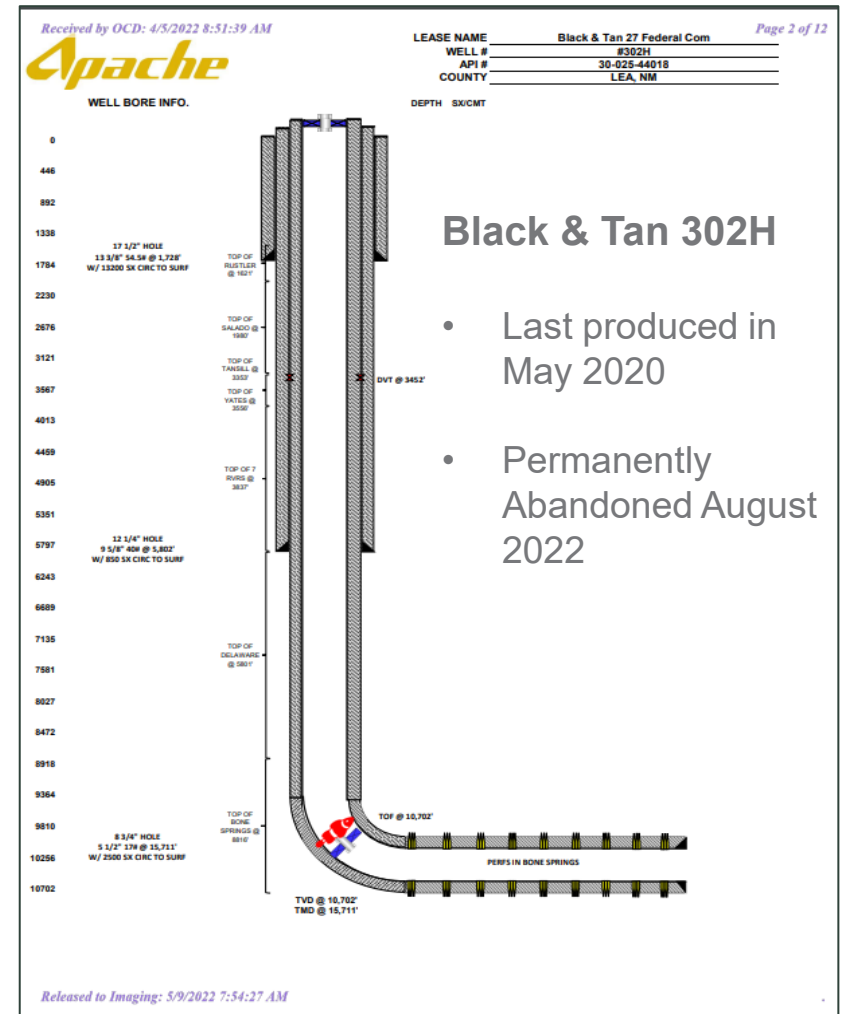 Received by OCD: 4/5/2022 8:51:39 AM
Page 2 of 12
Apache
LEASE NAME Black & Tan 27 Federal Com
WELL # #302H
API # 30-025-44018
COUNTY LEA, NM
WELL BORE INFO.
DEPTH SX/CMT
0
446
892
1338
1784
2230
2676
3121
3567
4013
4459
4905
5351
5797
6243
6689
7135
7581
8027
8472
8918
9364
9810
10256
10702
17 1/2" HOLE
13 3/8" 54.5# @ 1,728'
W/ 13200 SX CIRC TO SURF
12 1/4" HOLE
9 5/8" 40# @ 5,802'
W/ 850 SX CIRC TO SURF
8 3/4" HOLE
5 1/2" 17# @ 15,711'
W/ 2500 SX CIRC TO SURF
TOP OF
RUSTLER
@ 1621'
TOP OF
SALADO @
1980'
TOP OF
TANSILL @
3353'
TOP OF
YATES @
3556'
TOP OF 7
RVRS @
3837'
TOP OF
DELAWARE
@ 5801'
TOP OF
BONE
SPRINGS @
8816'
DVT @ 3452'
TOF @ 10,702'
PERFS IN BONE SPRINGS
TVD @ 10,702'
TMD @ 15,711'
Black & Tan 302H
• Last produced in
May 2020
• Permanently
Abandoned August
2022
Released to Imaging: 5/9/2022 7:54:27 AM